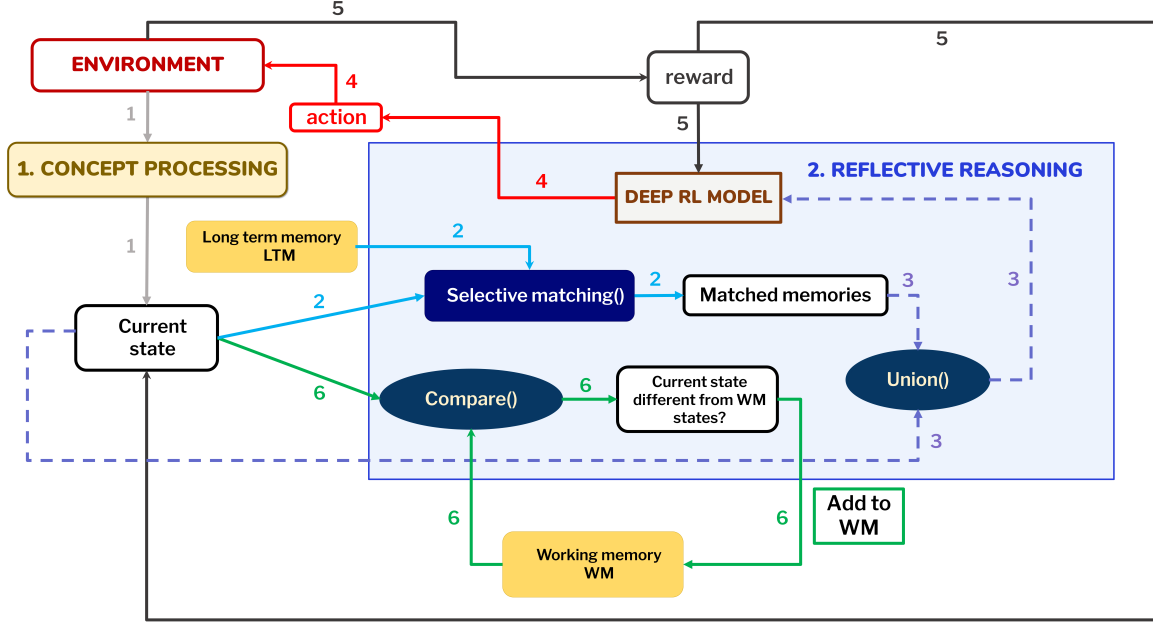 5
5
ENVIRONMENT
reward
4
1
action
5
1. CONCEPT PROCESSING
2. REFLECTIVE REASONING
4
DEEP RL MODEL
1
Long term memory
LTM
2
2
Selective matching()
2
Matched memories
3
3
Current
state
6
Compare()
6
Current state
different from WM
states?
Union()
3
6
6
Add to
WM
Working memory
WM